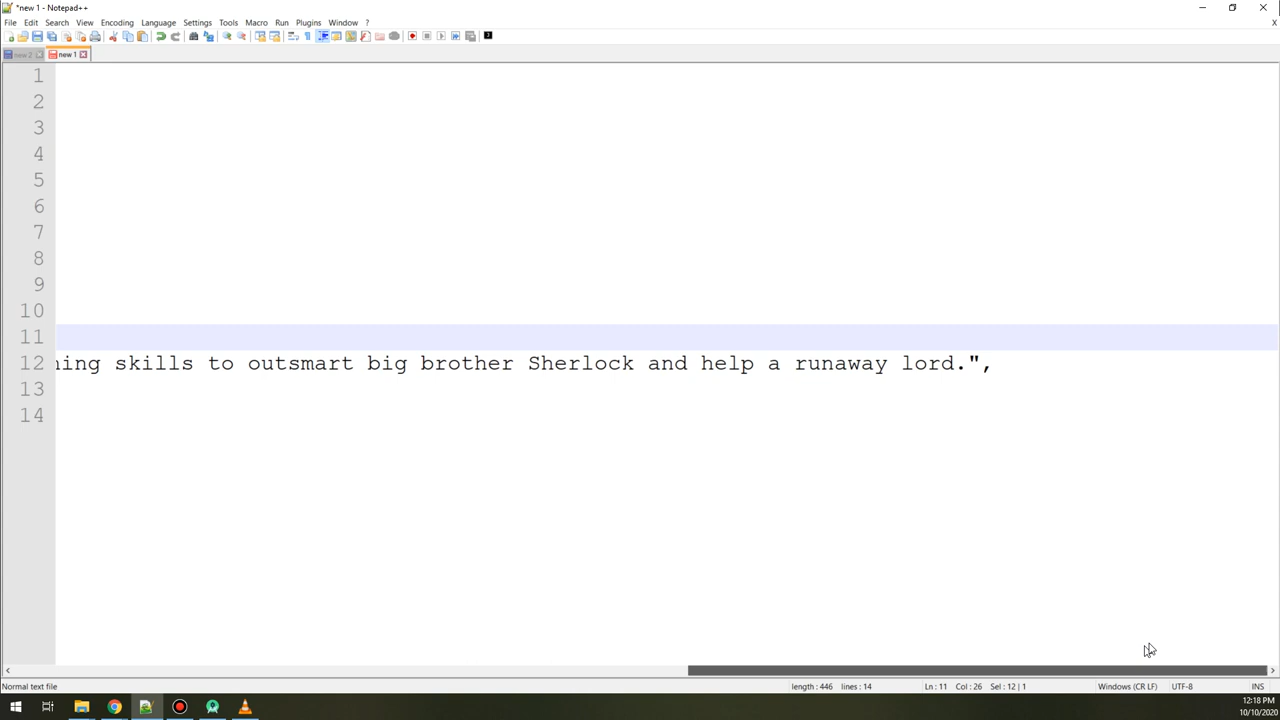 *new 1 - Notepad++
File Edit Search View Encoding Language Settings Tools Macro Run Plugins Window ?
X
new 2 new 1
1
2
3
4
5
6
7
8
9
10
11
12 ning skills to outsmart big brother Sherlock and help a runaway lord.",
13
14
Normal text file length : 446 lines : 14 Ln : 11 Col : 26 Sel : 12 | 1 Windows (CR LF) UTF-8 INS
12:18 PM
10/10/2020